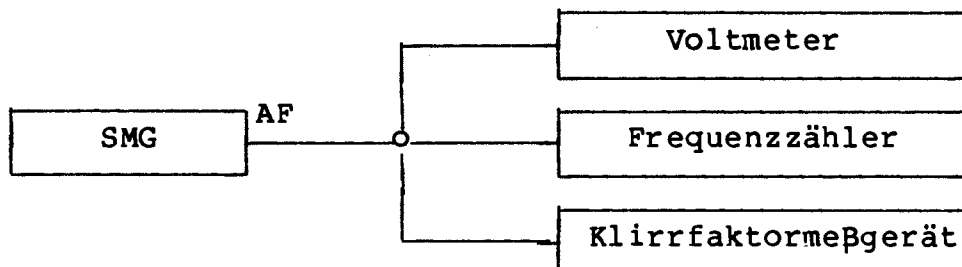 Voltmeter
AF
SMG
Frequenzzähler
Klirrfaktormeßgerät